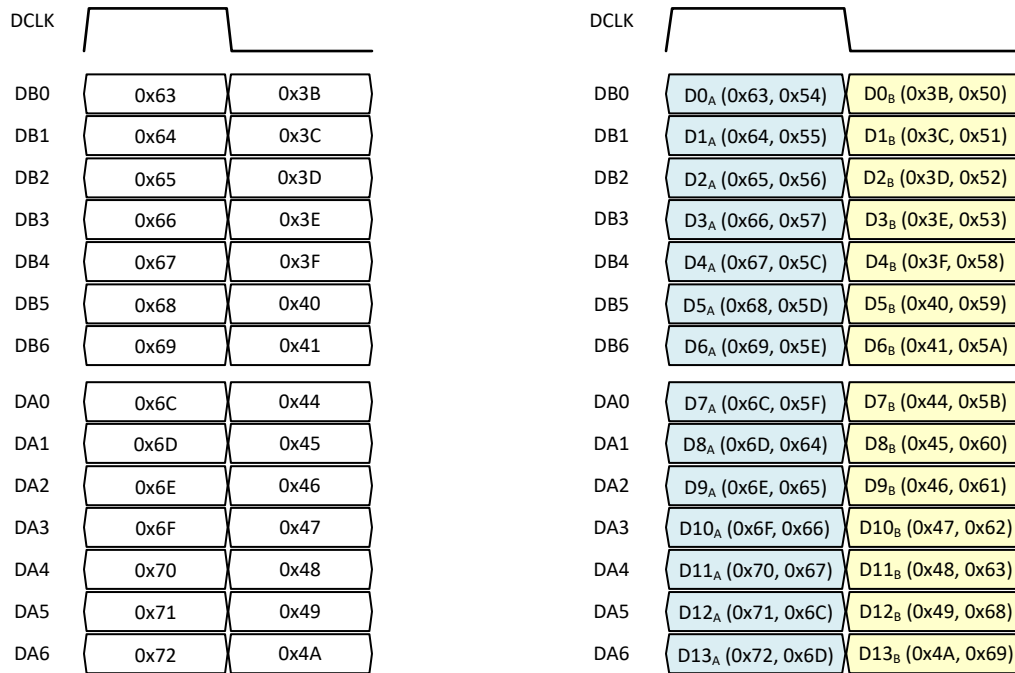 DCLK DCLK
DB0 0x63 0x3B DB0 D0A (0x63, 0x54) D0B (0x3B, 0x50)
DB1 0x64 0x3C DB1 D1A (0x64, 0x55) D1B (0x3C, 0x51)
DB2 0x65 0x3D DB2 D2A (0x65, 0x56) D2B (0x3D, 0x52)
DB3 0x66 0x3E DB3 D3A (0x66, 0x57) D3B (0x3E, 0x53)
DB4 0x67 0x3F DB4 D4A (0x67, 0x5C) D4B (0x3F, 0x58)
DB5 0x68 0x40 DB5 D5A (0x68, 0x5D) D5B (0x40, 0x59)
DB6 0x69 0x41 DB6 D6A (0x69, 0x5E) D6B (0x41, 0x5A)
DA0 0x6C 0x44 DA0 D7A (0x6C, 0x5F) D7B (0x44, 0x5B)
DA1 0x6D 0x45 DA1 D8A (0x6D, 0x64) D8B (0x45, 0x60)
DA2 0x6E 0x46 DA2 D9A (0x6E, 0x65) D9B (0x46, 0x61)
DA3 0x6F 0x47 DA3 D10A (0x6F, 0x66) D10B (0x47, 0x62)
DA4 0x70 0x48 DA4 D11A (0x70, 0x67) D11B (0x48, 0x63)
DA5 0x71 0x49 DA5 D12A (0x71, 0x6C) D12B (0x49, 0x68)
DA6 0x72 0x4A DA6 D13A (0x72, 0x6D) D13B (0x4A, 0x69)